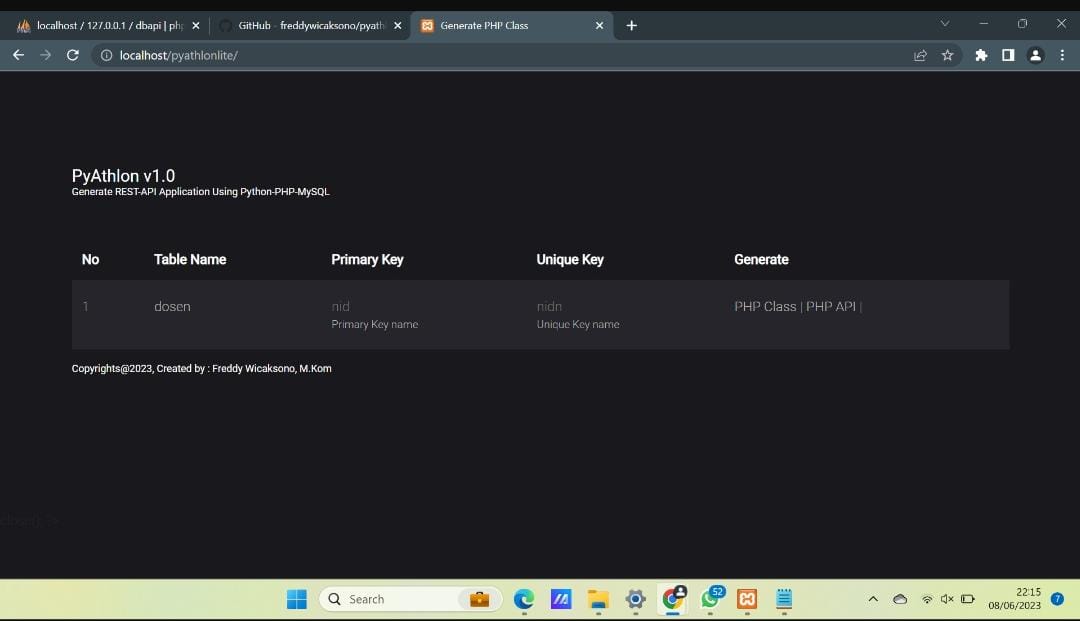 localhost / 127.0.0.1 / dbapi | php
GitHub - freddywicaksono/pyath
Generate PHP Class
localhost/pyathlonlite/
PyAthlon v1.0
Generate REST-API Application Using Python-PHP-MySQL
No Table Name Primary Key Unique Key Generate
1 dosen nid nidn PHP Class | PHP API |
Primary Key name Unique Key name
Copyrights@2023, Created by : Freddy Wicaksono, M.Kom
close(); ?>
Search
52
22:15
08/06/2023
7